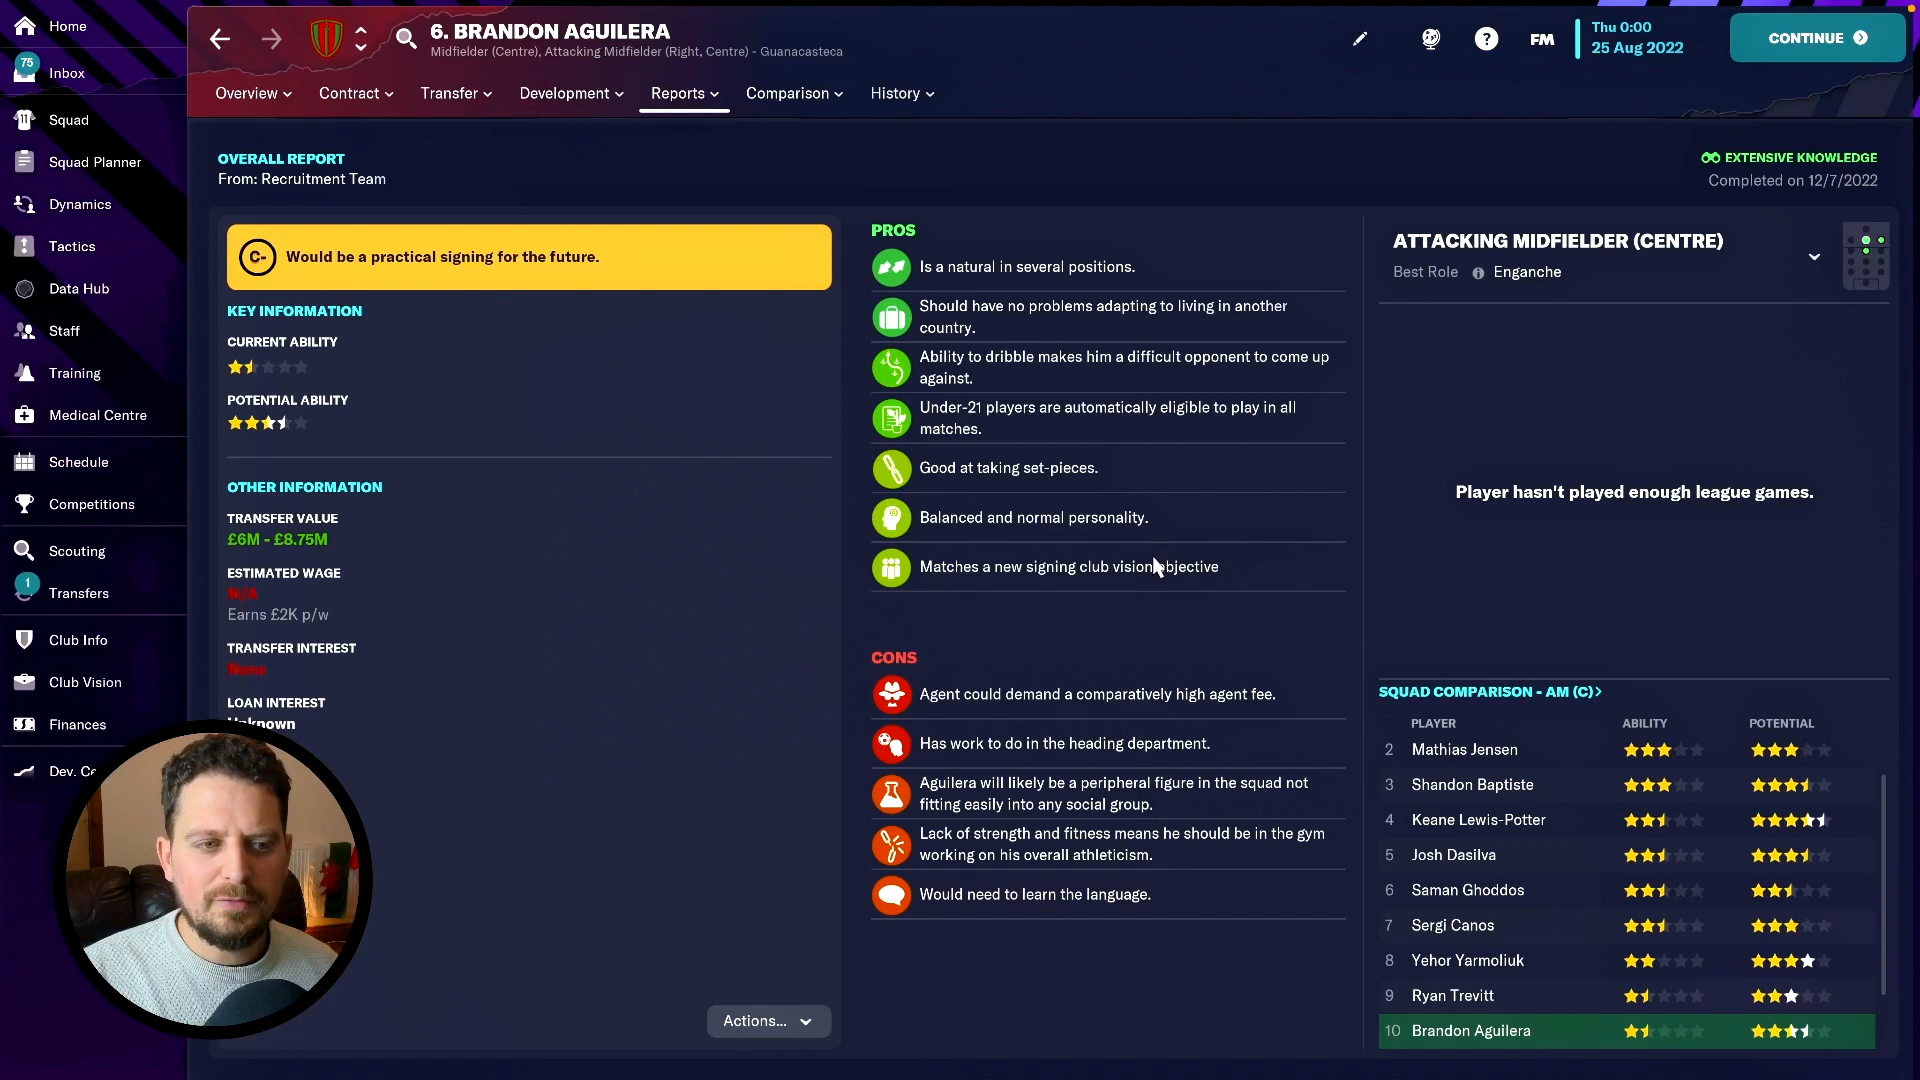 Home
75
Inbox
11
Squad
Squad Planner
Dynamics
Tactics
Data Hub
Staff
Training
Medical Centre
Schedule
Competitions
Scouting
1
Transfers
Club Info
Club Vision
Finances
Dev. Ce
6. BRANDON AGUILERA
Midfielder (Centre), Attacking Midfielder (Right, Centre) - Guanacasteca
?
FM
Thu 0:00
25 Aug 2022
CONTINUE
Overview
Contract
Transfer
Development
Reports
Comparison
History
OVERALL REPORT
From: Recruitment Team
EXTENSIVE KNOWLEDGE
Completed on 12/7/2022
C-
Would be a practical signing for the future.
KEY INFORMATION
CURRENT ABILITY
POTENTIAL ABILITY
OTHER INFORMATION
TRANSFER VALUE
£6M - £8.75M
ESTIMATED WAGE
N/A
Earns £2K p/w
TRANSFER INTEREST
None
LOAN INTEREST
Unknown
Actions...
PROS
Is a natural in several positions.
Should have no problems adapting to living in another
country.
Ability to dribble makes him a difficult opponent to come up
against.
Under-21 players are automatically eligible to play in all
matches.
Good at taking set-pieces.
Balanced and normal personality.
Matches a new signing club vision objective
CONS
Agent could demand a comparatively high agent fee.
Has work to do in the heading department.
Aguilera will likely be a peripheral figure in the squad not
fitting easily into any social group.
Lack of strength and fitness means he should be in the gym
working on his overall athleticism.
Would need to learn the language.
ATTACKING MIDFIELDER (CENTRE)
Best Role
Enganche
Player hasn't played enough league games.
SQUAD COMPARISON - AM (C)>
PLAYER ABILITY POTENTIAL
2 Mathias Jensen
3 Shandon Baptiste
4 Keane Lewis-Potter
5 Josh Dasilva
6 Saman Ghoddos
7 Sergi Canos
8 Yehor Yarmoliuk
9 Ryan Trevitt
10 Brandon Aguilera